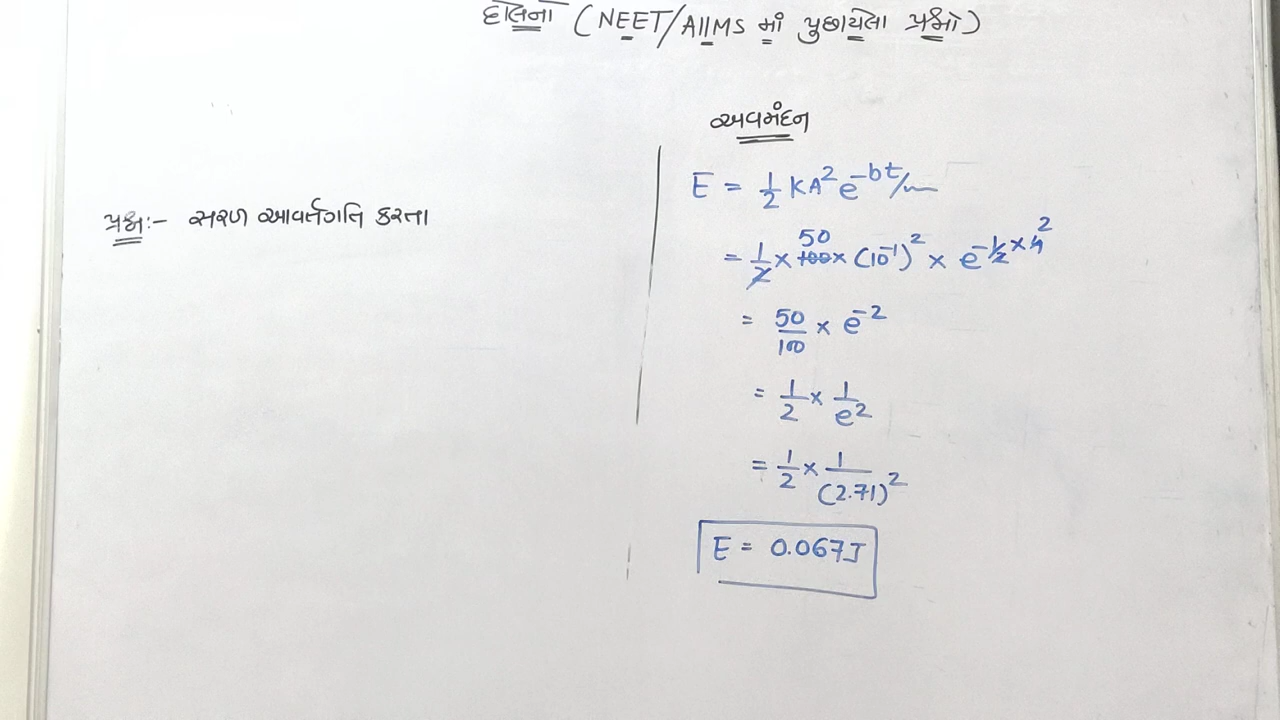 દોલનો (NEET/AIIMS માં પુછાયેલા પ્રશ્નો)
પ્રશ્ન:- સરળ આવર્તગતિ કરતા
અવમંદન
E = 1/2 KA² e^-bt/m
= 1/2 × 100 50 × (10⁻¹)² × e^-1/2 × 4 2
= 50/100 × e⁻²
= 1/2 × 1/e²
= 1/2 × 1/(2.71)²
E = 0.067J